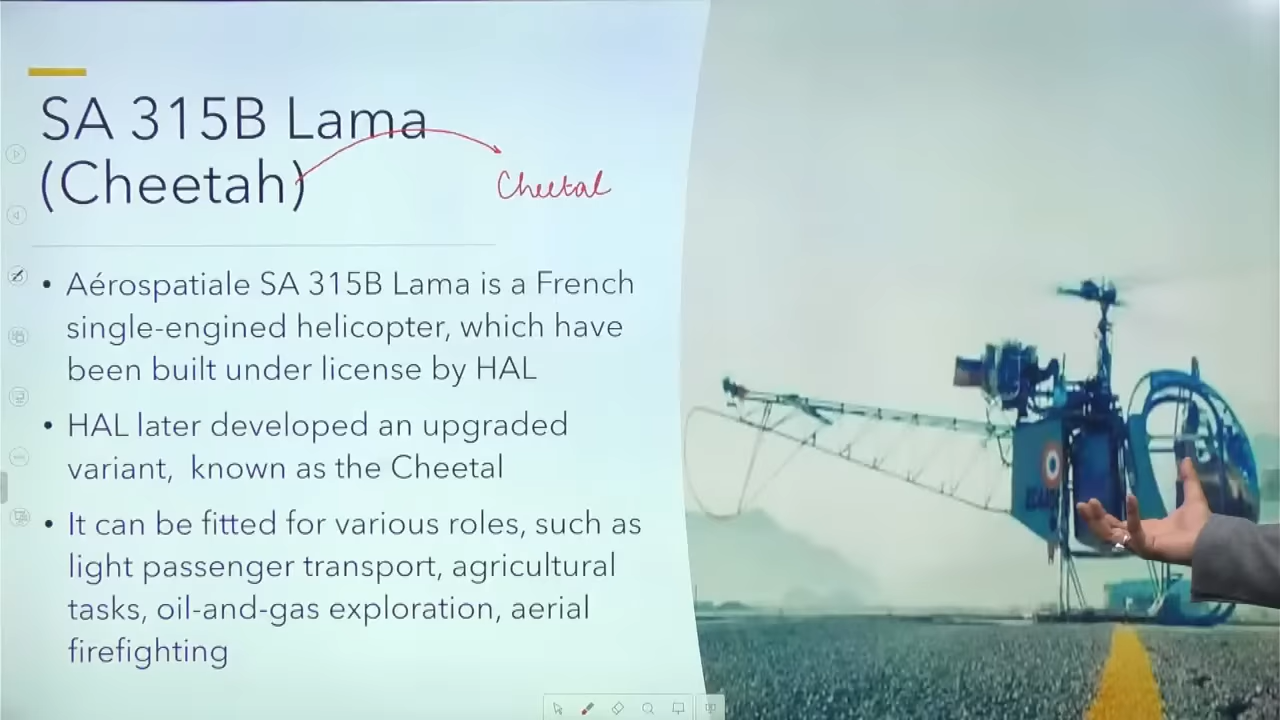 SA 315B Lama
(Cheetah)
Cheetal
• Aérospatiale SA 315B Lama is a French
single-engined helicopter, which have
been built under license by HAL
• HAL later developed an upgraded
variant, known as the Cheetal
• It can be fitted for various roles, such as
light passenger transport, agricultural
tasks, oil-and-gas exploration, aerial
firefighting